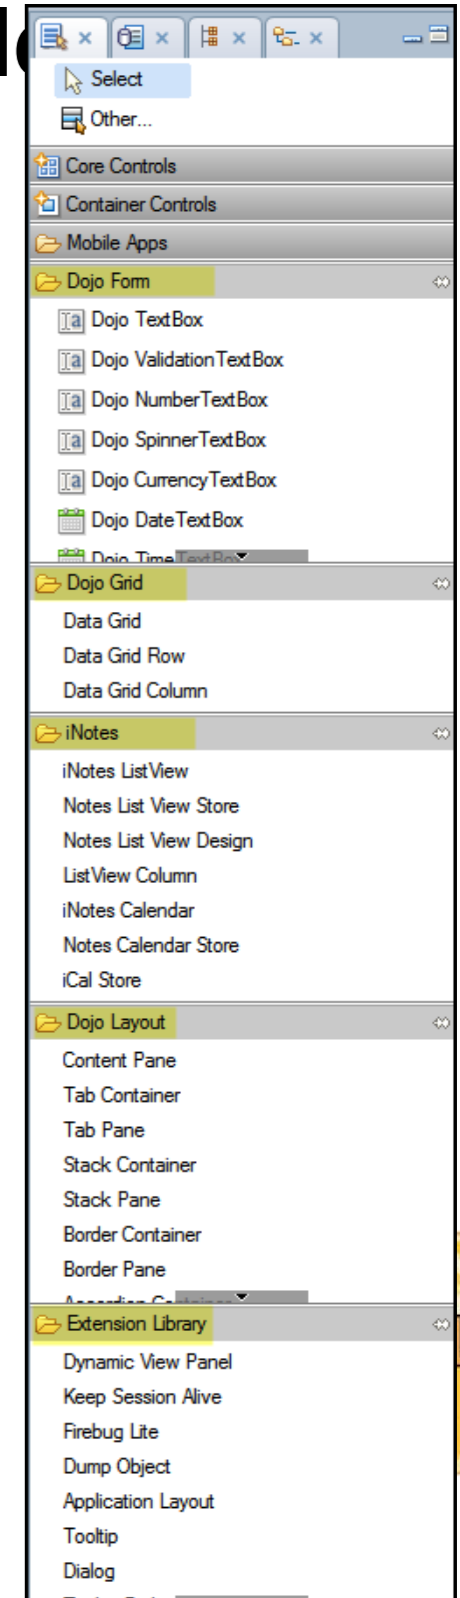 Select
Other...
Core Controls
Container Controls
Mobile Apps
Dojo Form
Dojo TextBox
Dojo ValidationTextBox
Dojo NumberTextBox
Dojo SpinnerTextBox
Dojo CurrencyTextBox
Dojo DateTextBox
Dojo TimeTextBox
Dojo Grid
Data Grid
Data Grid Row
Data Grid Column
iNotes
iNotes ListView
Notes List View Store
Notes List View Design
ListView Column
iNotes Calendar
Notes Calendar Store
iCal Store
Dojo Layout
Content Pane
Tab Container
Tab Pane
Stack Container
Stack Pane
Border Container
Border Pane
Accordion Container
Extension Library
Dynamic View Panel
Keep Session Alive
Firebug Lite
Dump Object
Application Layout
Tooltip
Dialog